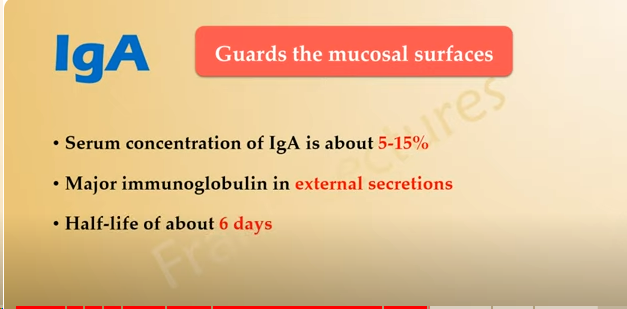 IgA
Guards the mucosal surfaces
• Serum concentration of IgA is about 5-15%
• Major immunoglobulin in external secretions
• Half-life of about 6 days